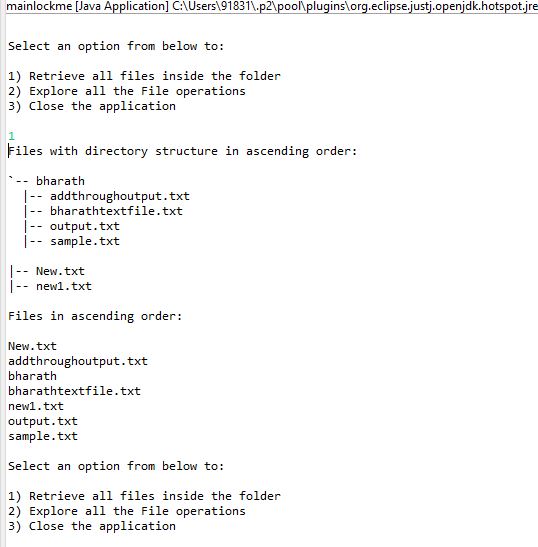 mainlockme [Java Application] C:\Users\91831\.p2\pool\plugins\org.eclipse.justj.openjdk.hotspot.jre
Select an option from below to:
1) Retrieve all files inside the folder
2) Explore all the File operations
3) Close the application
1
Files with directory structure in ascending order:
`-- bharath
  |-- addthroughoutput.txt
  |-- bharathtextfile.txt
  |-- output.txt
  |-- sample.txt
|-- New.txt
|-- new1.txt
Files in ascending order:
New.txt
addthroughoutput.txt
bharath
bharathtextfile.txt
new1.txt
output.txt
sample.txt
Select an option from below to:
1) Retrieve all files inside the folder
2) Explore all the File operations
3) Close the application